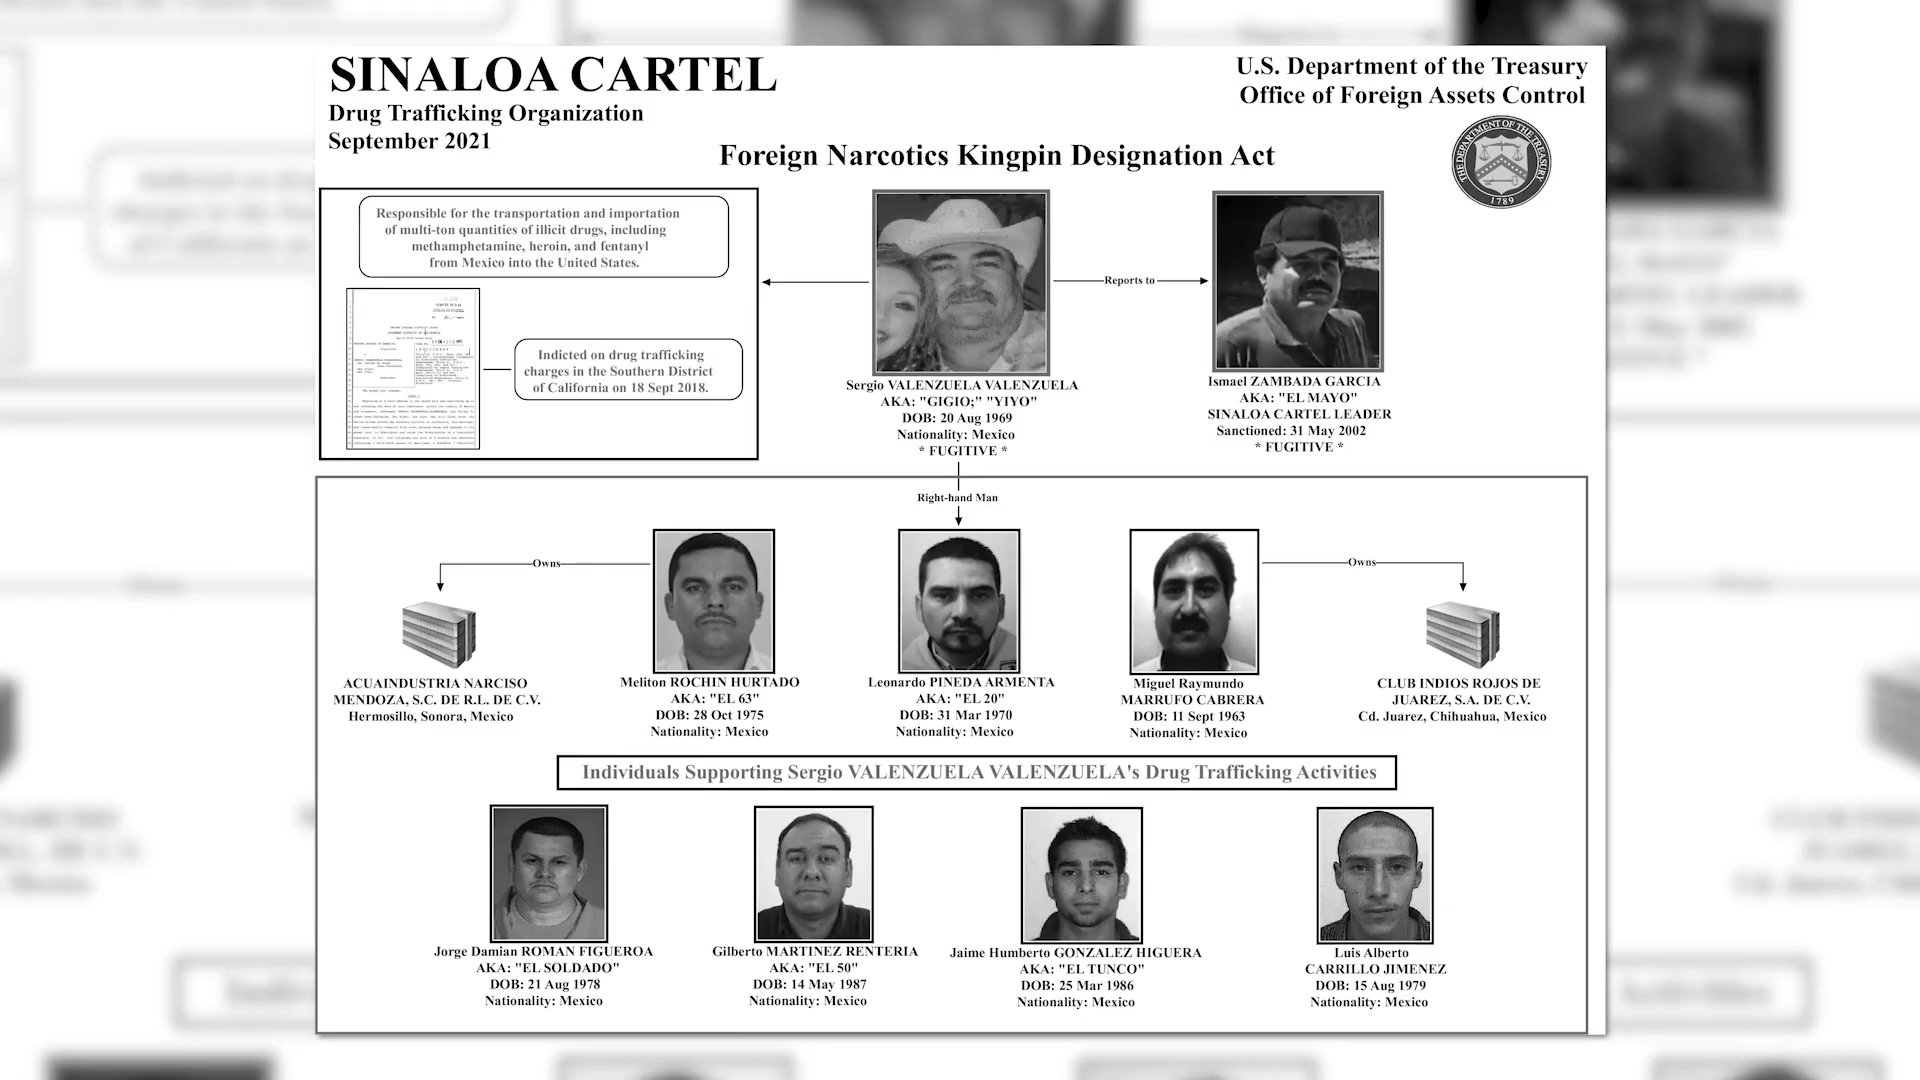 SINALOA CARTEL
Drug Trafficking Organization
September 2021
U.S. Department of the Treasury
Office of Foreign Assets Control
THE DEPARTMENT OF THE TREASURY
1789
Foreign Narcotics Kingpin Designation Act
Responsible for the transportation and importation
of multi-ton quantities of illicit drugs, including
methamphetamine, heroin, and fentanyl
from Mexico into the United States.
Indicted on drug trafficking
charges in the Southern District
of California on 18 Sept 2018.
Reports to
Sergio VALENZUELA VALENZUELA
AKA: "GIGIO;" "YIYO"
DOB: 20 Aug 1969
Nationality: Mexico
* FUGITIVE *
Ismael ZAMBADA GARCIA
AKA: "EL MAYO"
SINALOA CARTEL LEADER
Sanctioned: 31 May 2002
* FUGITIVE *
Right-hand Man
Owns
Owns
ACUAINDUSTRIA NARCISO
MENDOZA, S.C. DE R.L. DE C.V.
Hermosillo, Sonora, Mexico
Meliton ROCHIN HURTADO
AKA: "EL 63"
DOB: 28 Oct 1975
Nationality: Mexico
Leonardo PINEDA ARMENTA
AKA: "EL 20"
DOB: 31 Mar 1970
Nationality: Mexico
Miguel Raymundo
MARRUFO CABRERA
DOB: 11 Sept 1963
Nationality: Mexico
CLUB INDIOS ROJOS DE
JUAREZ, S.A. DE C.V.
Cd. Juarez, Chihuahua, Mexico
Individuals Supporting Sergio VALENZUELA VALENZUELA's Drug Trafficking Activities
Jorge Damian ROMAN FIGUEROA
AKA: "EL SOLDADO"
DOB: 21 Aug 1978
Nationality: Mexico
Gilberto MARTINEZ RENTERIA
AKA: "EL 50"
DOB: 14 May 1987
Nationality: Mexico
Jaime Humberto GONZALEZ HIGUERA
AKA: "EL TUNCO"
DOB: 25 Mar 1986
Nationality: Mexico
Luis Alberto
CARRILLO JIMENEZ
DOB: 15 Aug 1979
Nationality: Mexico